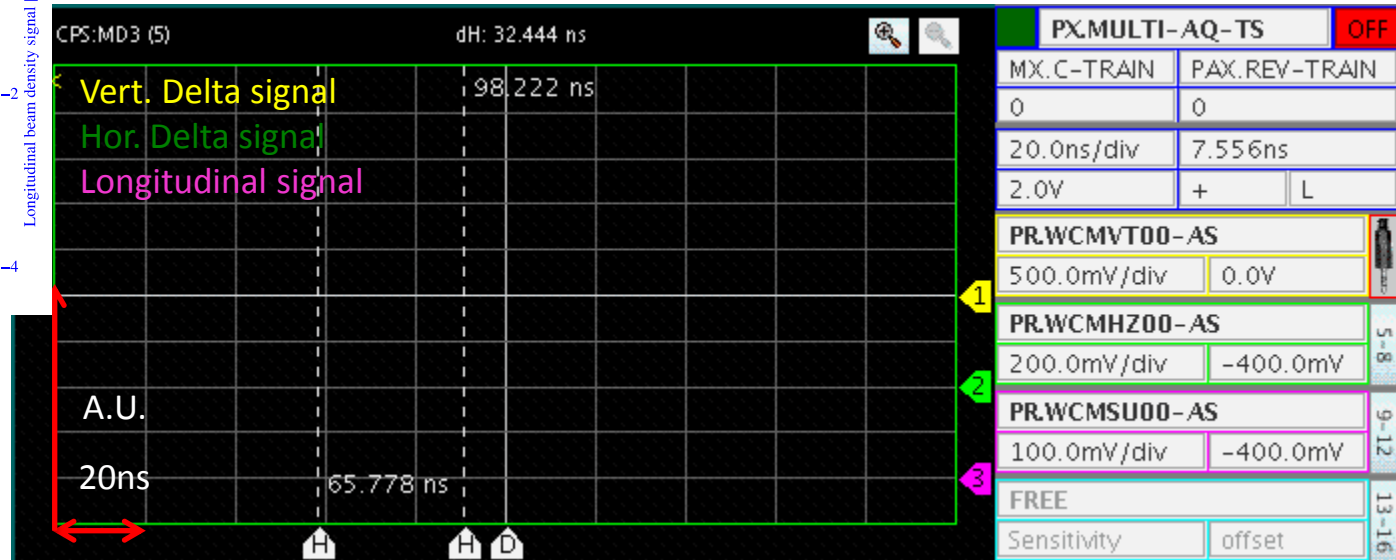 Longitudinal beam density signal
−2
−4
CPS:MD3 (5)
dH: 32.444 ns
Vert. Delta signal
98.222 ns
Hor. Delta signal
Longitudinal signal
A.U.
20ns
65.778 ns
H
H
D
1
2
3
PX.MULTI-AQ-TS
OFF
MX.C-TRAIN
PAX.REV-TRAIN
0
0
20.0ns/div
7.556ns
2.0V
+
L
PR.WCMVT00-AS
500.0mV/div
0.0V
PR.WCMHZ00-AS
200.0mV/div
-400.0mV
5~8
PR.WCMSU00-AS
100.0mV/div
-400.0mV
9~12
FREE
Sensitivity
offset
13~16